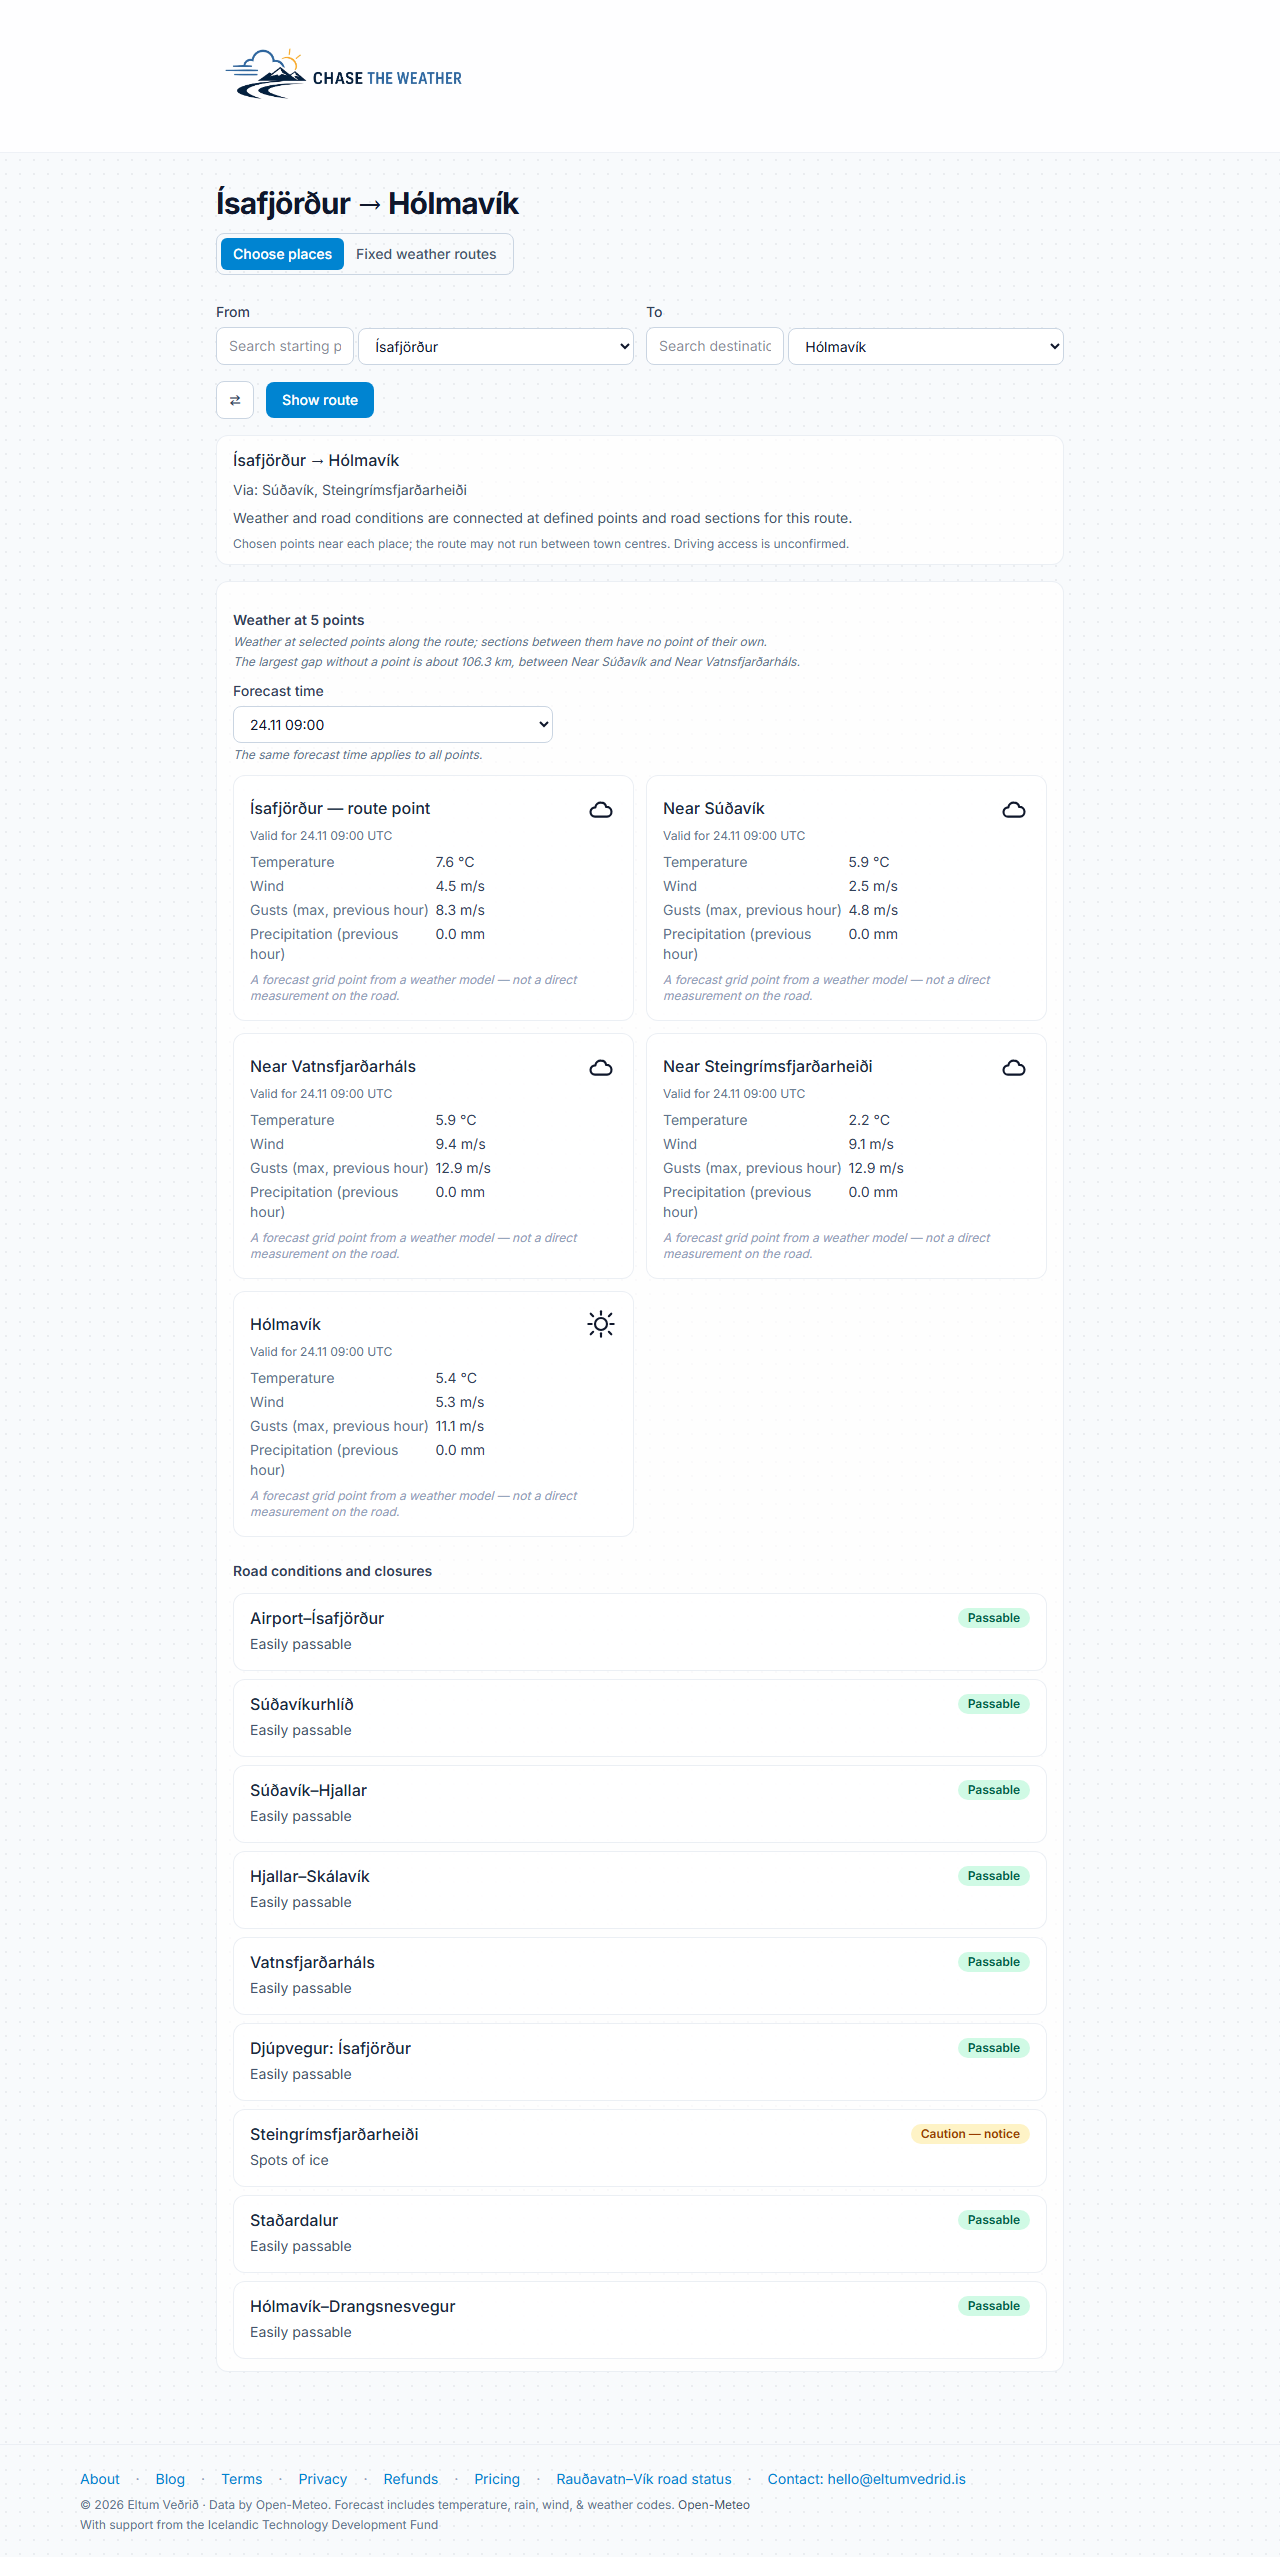 CHASE THE WEATHER
Ísafjörður → Hólmavík
Choose places
Fixed weather routes
From
To
Search starting p
Ísafjörður
Search destinatic
Hólmavík
⇄
Show route
Ísafjörður → Hólmavík
Via: Súðavík, Steingrímsfjarðarheiði
Weather and road conditions are connected at defined points and road sections for this route.
Chosen points near each place; the route may not run between town centres. Driving access is unconfirmed.
Weather at 5 points
Weather at selected points along the route; sections between them have no point of their own.
The largest gap without a point is about 106.3 km, between Near Súðavík and Near Vatnsfjarðarháls.
Forecast time
24.11 09:00
The same forecast time applies to all points.
Ísafjörður — route point
Valid for 24.11 09:00 UTC
Temperature 7.6 °C
Wind 4.5 m/s
Gusts (max, previous hour) 8.3 m/s
Precipitation (previous 0.0 mm
hour)
A forecast grid point from a weather model — not a direct
measurement on the road.
Near Súðavík
Valid for 24.11 09:00 UTC
Temperature 5.9 °C
Wind 2.5 m/s
Gusts (max, previous hour) 4.8 m/s
Precipitation (previous 0.0 mm
hour)
A forecast grid point from a weather model — not a direct
measurement on the road.
Near Vatnsfjarðarháls
Valid for 24.11 09:00 UTC
Temperature 5.9 °C
Wind 9.4 m/s
Gusts (max, previous hour) 12.9 m/s
Precipitation (previous 0.0 mm
hour)
A forecast grid point from a weather model — not a direct
measurement on the road.
Near Steingrímsfjarðarheiði
Valid for 24.11 09:00 UTC
Temperature 2.2 °C
Wind 9.1 m/s
Gusts (max, previous hour) 12.9 m/s
Precipitation (previous 0.0 mm
hour)
A forecast grid point from a weather model — not a direct
measurement on the road.
Hólmavík
Valid for 24.11 09:00 UTC
Temperature 5.4 °C
Wind 5.3 m/s
Gusts (max, previous hour) 11.1 m/s
Precipitation (previous 0.0 mm
hour)
A forecast grid point from a weather model — not a direct
measurement on the road.
Road conditions and closures
Airport–Ísafjörður Passable
Easily passable
Súðavíkurhlíð Passable
Easily passable
Súðavík–Hjallar Passable
Easily passable
Hjallar–Skálavík Passable
Easily passable
Vatnsfjarðarháls Passable
Easily passable
Djúpvegur: Ísafjörður Passable
Easily passable
Steingrímsfjarðarheiði Caution — notice
Spots of ice
Staðardalur Passable
Easily passable
Hólmavík–Drangsnesvegur Passable
Easily passable
About · Blog · Terms · Privacy · Refunds · Pricing · Rauðavatn–Vík road status · Contact: hello@eltumvedrid.is
© 2026 Eltum Veðrið · Data by Open-Meteo. Forecast includes temperature, rain, wind, & weather codes. Open-Meteo
With support from the Icelandic Technology Development Fund